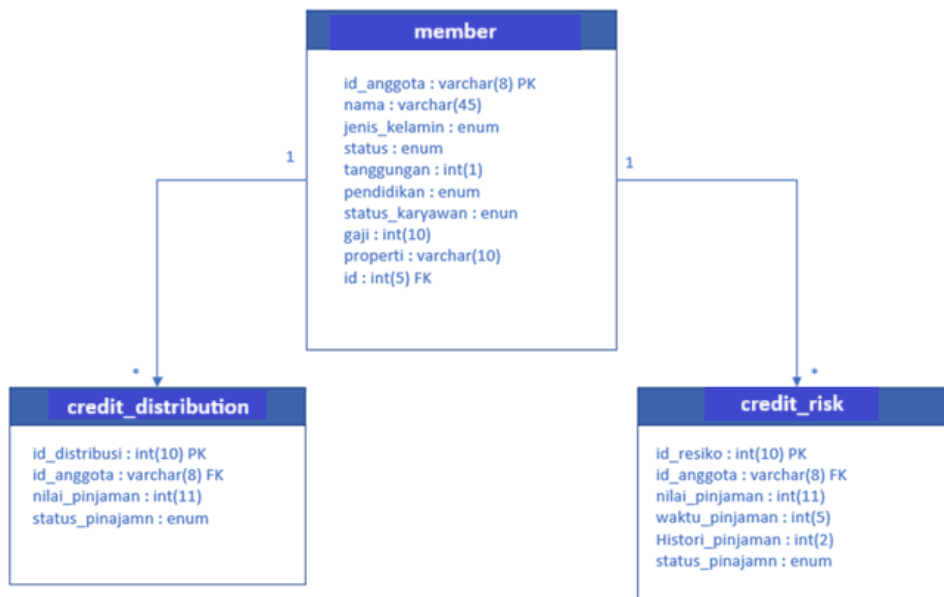 member
id_anggota : varchar(8) PK
nama : varchar(45)
jenis_kelamin : enum
status : enum
tanggungan : int(1)
pendidikan : enum
status_karyawan : enun
gaji : int(10)
properti : varchar(10)
id : int(5) FK
1
1
*
*
credit_distribution
id_distribusi : int(10) PK
id_anggota : varchar(8) FK
nilai_pinjaman : int(11)
status_pinajamn : enum
credit_risk
id_resiko : int(10) PK
id_anggota : varchar(8) FK
nilai_pinjaman : int(11)
waktu_pinjaman : int(5)
Histori_pinjaman : int(2)
status_pinajamn : enum